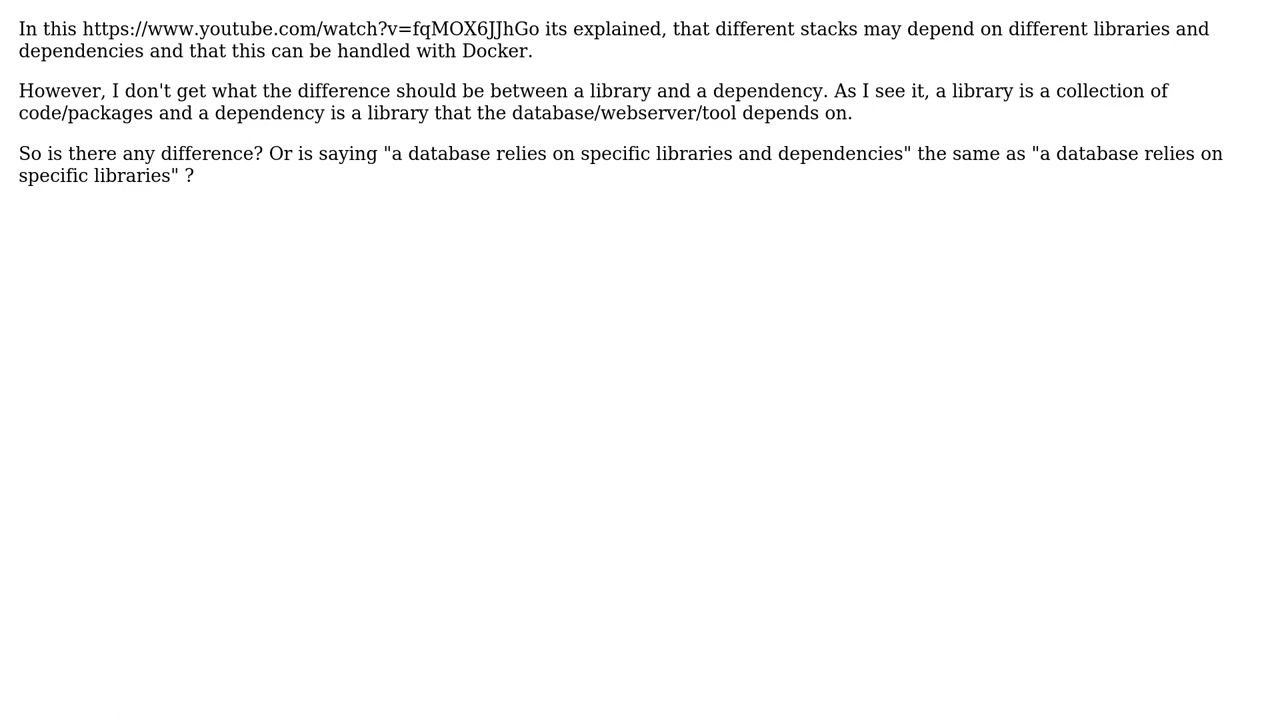 In this https://www.youtube.com/watch?v=fqMOX6JJhGo its explained, that different stacks may depend on different libraries and
dependencies and that this can be handled with Docker.
However, I don't get what the difference should be between a library and a dependency. As I see it, a library is a collection of
code/packages and a dependency is a library that the database/webserver/tool depends on.
So is there any difference? Or is saying "a database relies on specific libraries and dependencies" the same as "a database relies on
specific libraries" ?